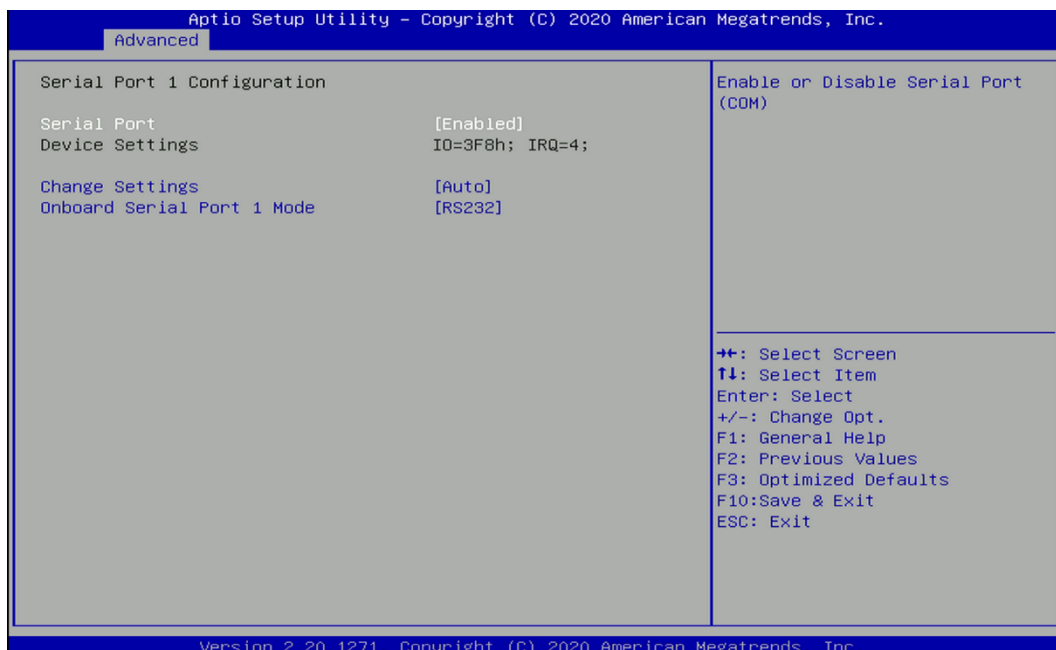 Aptio Setup Utility – Copyright (C) 2020 American Megatrends, Inc.
Advanced
Serial Port 1 Configuration
Serial Port [Enabled]
Device Settings IO=3F8h; IRQ=4;
Change Settings [Auto]
Onboard Serial Port 1 Mode [RS232]
Enable or Disable Serial Port
(COM)
→←: Select Screen
↑↓: Select Item
Enter: Select
+/-: Change Opt.
F1: General Help
F2: Previous Values
F3: Optimized Defaults
F10:Save & Exit
ESC: Exit
Version 2.20.1271. Copyright (C) 2020 American Megatrends, Inc.